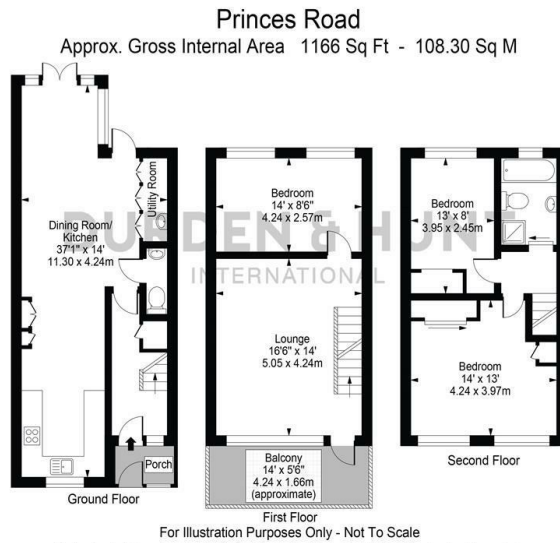 Princes Road
Approx. Gross Internal Area 1166 Sq Ft - 108.30 Sq M
Utility Room
Dining Room/
Kitchen
37'1" x 14'
11.30 x 4.24m
Porch
Ground Floor
Bedroom
14' x 8'6"
4.24 x 2.57m
DURDEN & HUNT
INTERNATIONAL
Lounge
16'6" x 14'
5.05 x 4.24m
Balcony
14' x 5'6"
4.24 x 1.66m
(approximate)
First Floor
Bedroom
13' x 8'
3.95 x 2.45m
Bedroom
14' x 13'
4.24 x 3.97m
Second Floor
For Illustration Purposes Only - Not To Scale